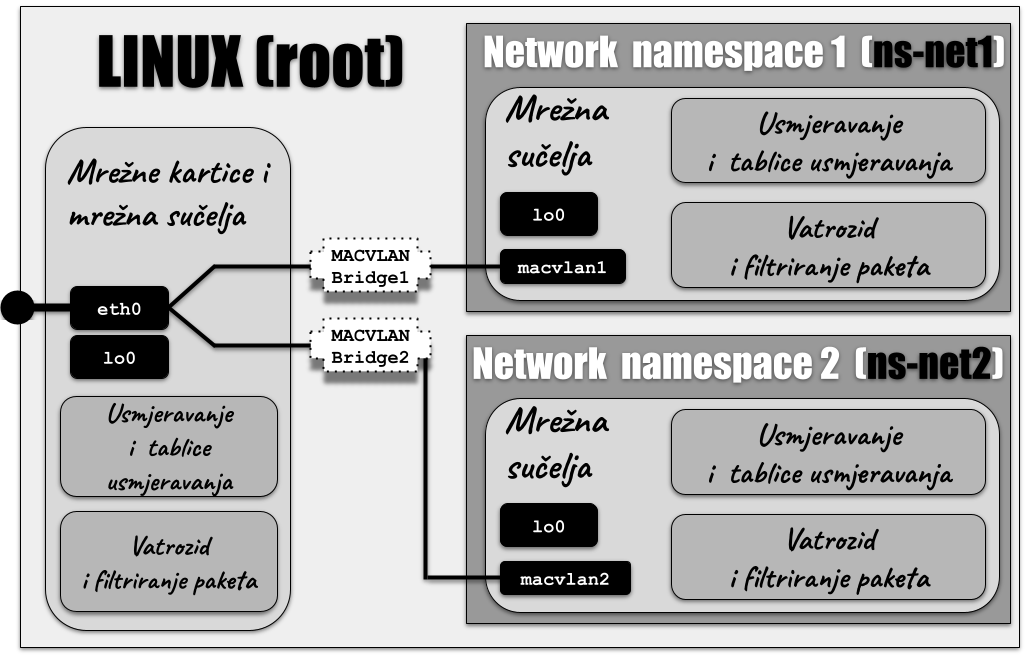 LINUX (root)
Mrežne kartice i
mrežna sučelja
eth0
lo0
Usmjeravanje
i tablice
usmjeravanja
Vatrozid
i filtriranje paketa
MACVLAN
Bridge1
MACVLAN
Bridge2
Network namespace 1 (ns-net1)
Mrežna
sučelja
lo0
macvlan1
Usmjeravanje
i tablice usmjeravanja
Vatrozid
i filtriranje paketa
Network namespace 2 (ns-net2)
Mrežna
sučelja
lo0
macvlan2
Usmjeravanje
i tablice usmjeravanja
Vatrozid
i filtriranje paketa